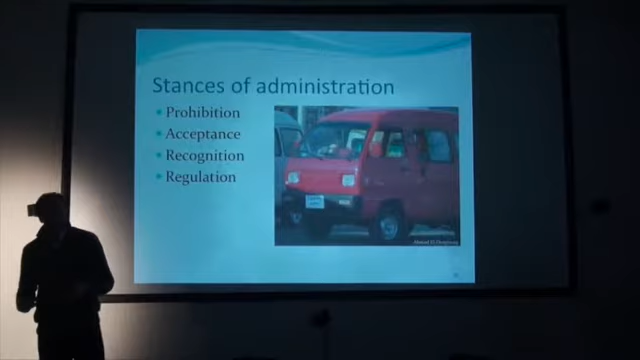 Stances of administration
Prohibition
Acceptance
Recognition
Regulation